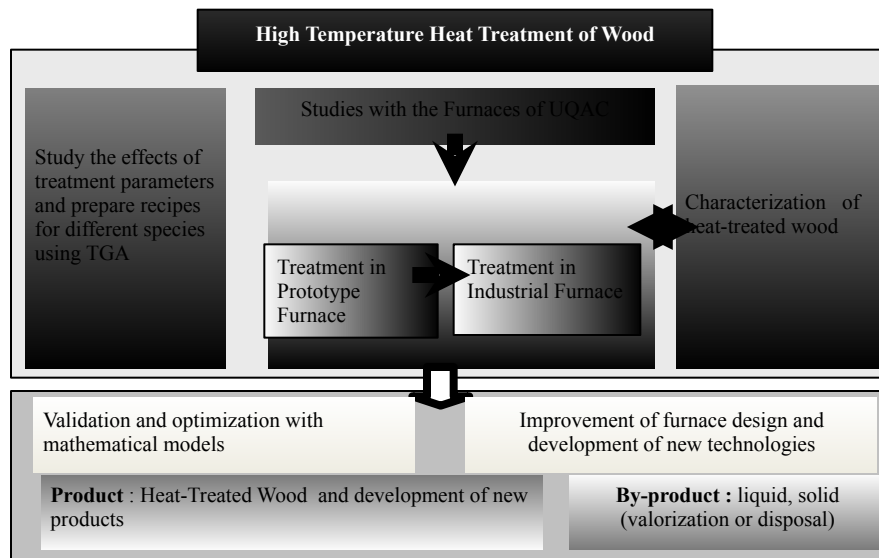 High Temperature Heat Treatment of Wood
Studies with the Furnaces of UQAC
Study the effects of
treatment parameters
and prepare recipes
for different species
using TGA
Treatment in
Prototype
Furnace
Treatment in
Industrial Furnace
Characterization of
heat-treated wood
Validation and optimization with
mathematical models
Improvement of furnace design and
development of new technologies
Product : Heat-Treated Wood and development of new
products
By-product : liquid, solid
(valorization or disposal)